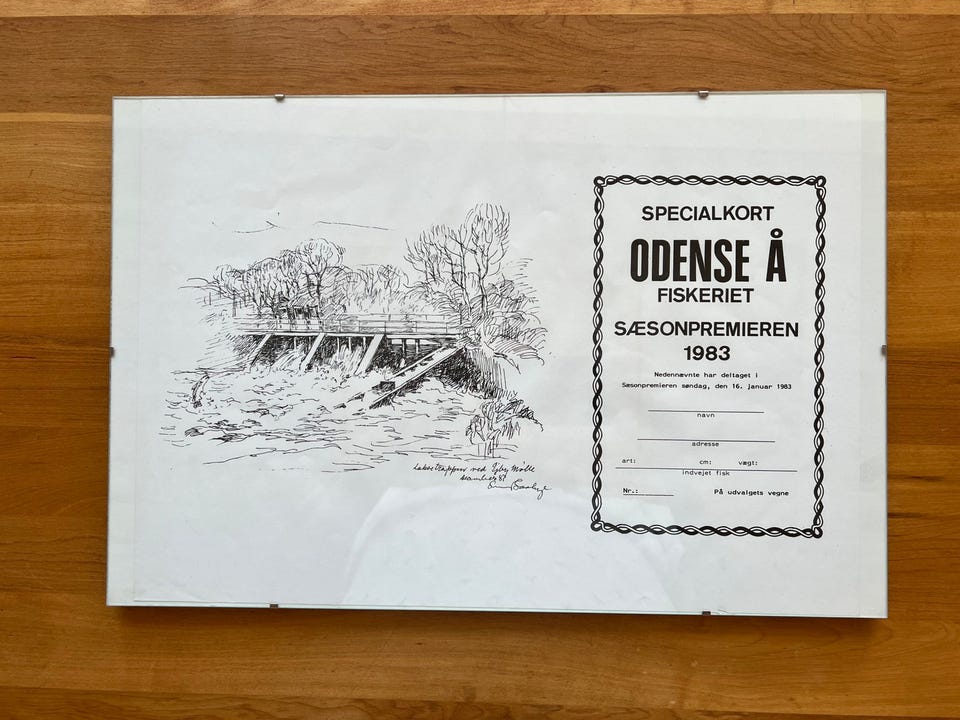 Laksetrappen ved Ejby Mølle
SPECIALKORT
ODENSE Å
FISKERIET
SÆSONPREMIEREN
1983
Nedennævnte har deltaget i
Sæsonpremieren søndag, den 16. januar 1983
navn
adresse
art: cm: vægt:
indvejet fisk
Nr.: På udvalgets vegne